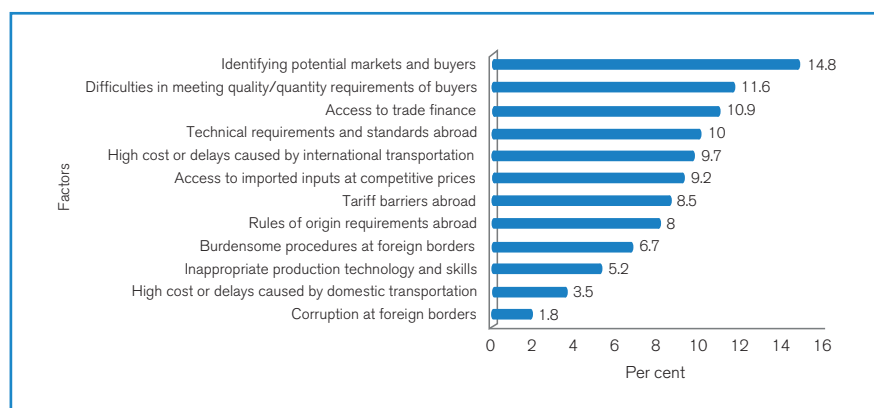 Factors
Identifying potential markets and buyers 14.8
Difficulties in meeting quality/quantity requirements of buyers 11.6
Access to trade finance 10.9
Technical requirements and standards abroad 10
High cost or delays caused by international transportation 9.7
Access to imported inputs at competitive prices 9.2
Tariff barriers abroad 8.5
Rules of origin requirements abroad 8
Burdensome procedures at foreign borders 6.7
Inappropriate production technology and skills 5.2
High cost or delays caused by domestic transportation 3.5
Corruption at foreign borders 1.8
0 2 4 6 8 10 12 14 16
Per cent